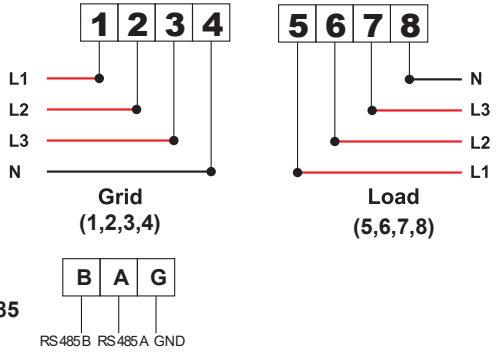 1 2 3 4
5 6 7 8
L1
L2
L3
N
N
L3
L2
L1
Grid
(1,2,3,4)
Load
(5,6,7,8)
B A G
85
RS485B RS485A GND